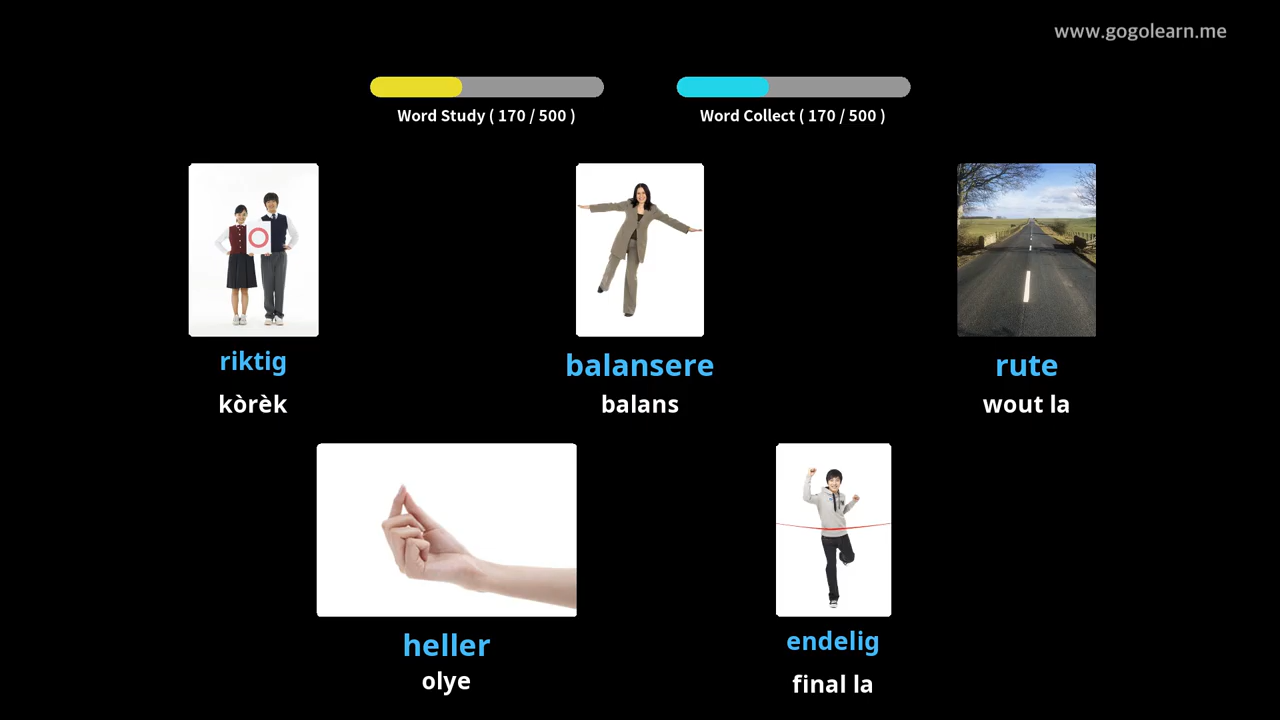 www.gogolearn.me
Word Study ( 170 / 500 )
Word Collect ( 170 / 500 )
riktig
kòrèk
balansere
balans
rute
wout la
heller
olye
endelig
final la